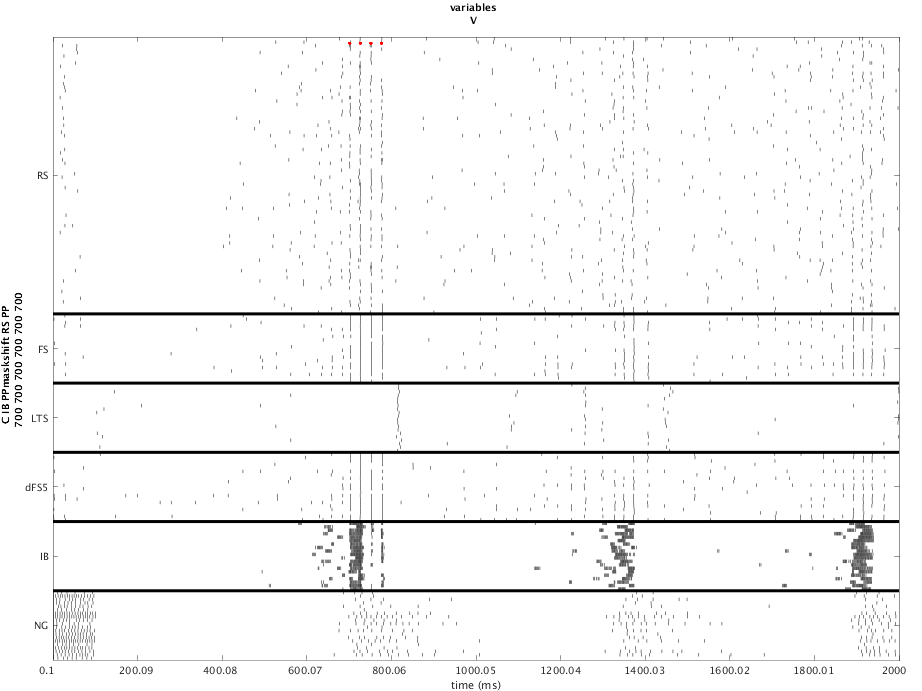 variables
V
RS
FS
LTS
dFS5
IB
NG
C IB PPmaskshift RS PP
700 700 700 700 700 700
0.1 200.09 400.08 600.07 800.06 1000.05 1200.04 1400.03 1600.02 1800.01 2000
time (ms)